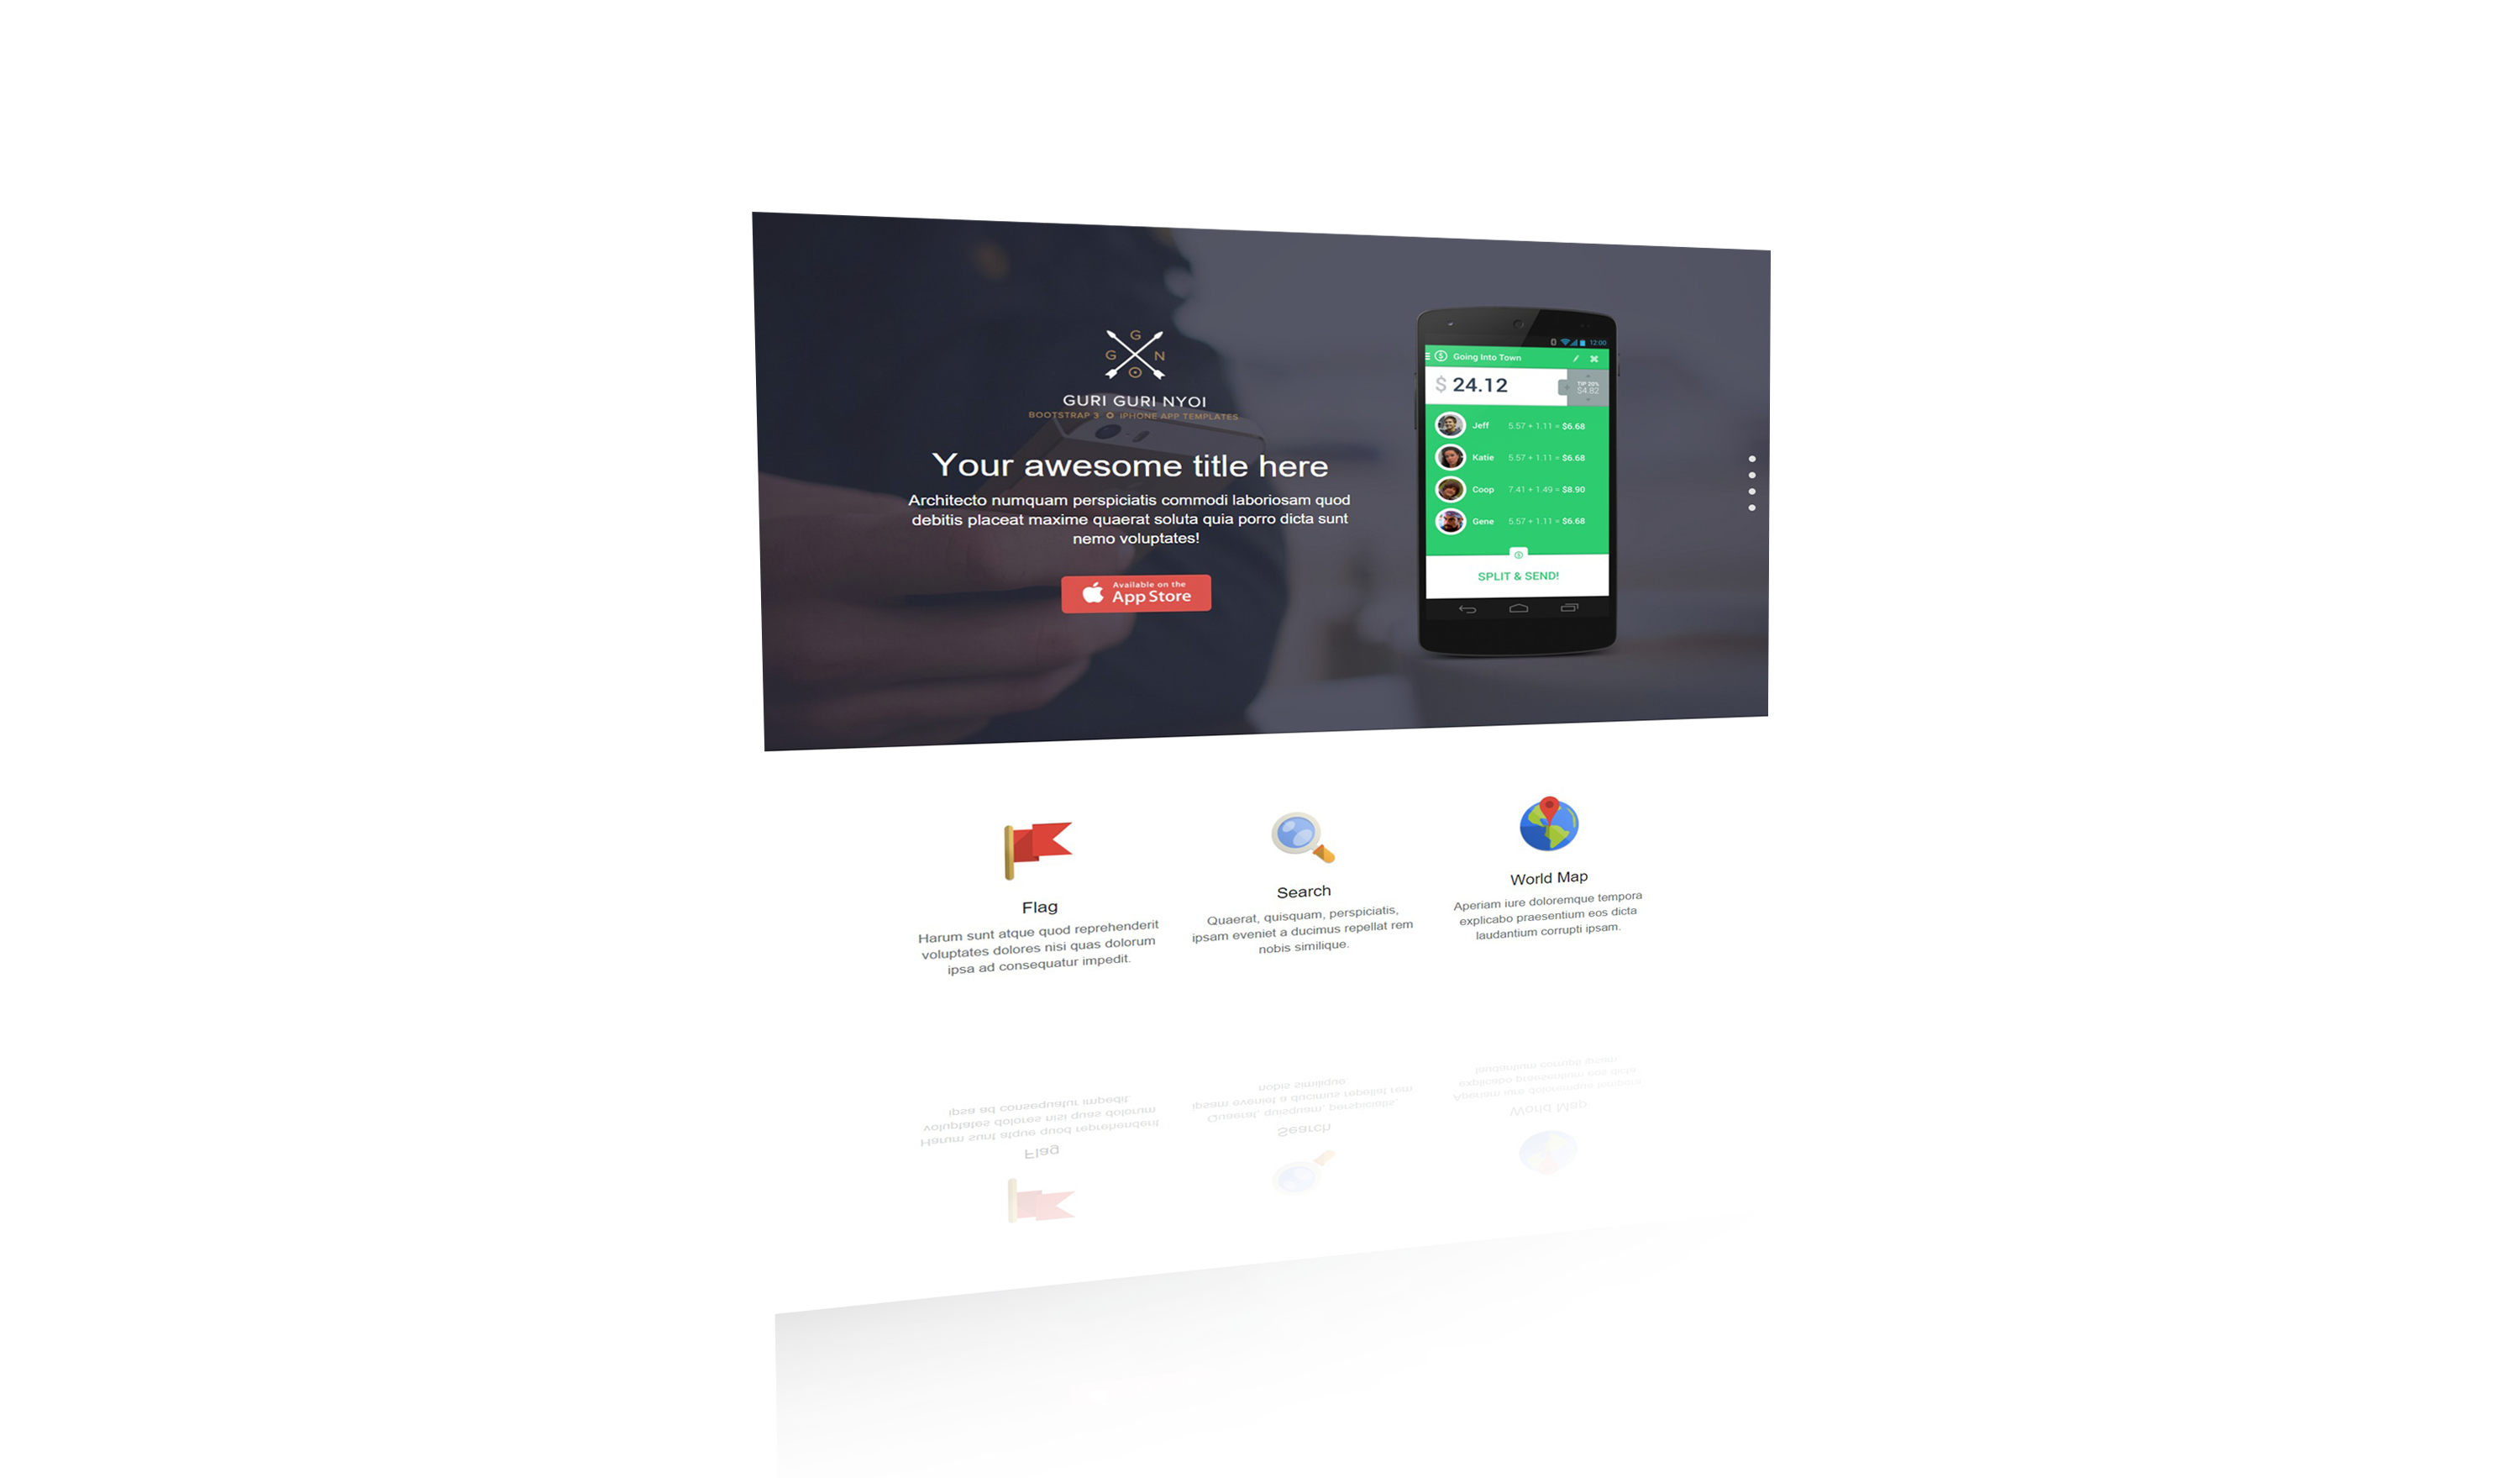 G
G N
GURI GURI NYOI
BOOTSTRAP 3 IPHONE APP TEMPLATES
Your awesome title here
Architecto numquam perspiciatis commodi laboriosam quod
debitis placeat maxime quaerat soluta quia porro dicta sunt
nemo voluptates!
Available on the
App Store
12:00
Going Into Town
$ 24.12
TIP 20%
$4.82
Jeff 5.57 + 1.11 = $6.68
Katie 5.57 + 1.11 = $6.68
Coop 7.41 + 1.49 = $8.90
Gene 5.57 + 1.11 = $6.68
SPLIT & SEND!
Flag
Harum sunt atque quod reprehenderit
voluptates dolores nisi quas dolorum
ipsa ad consequatur impedit.
Search
Quaerat, quisquam, perspiciatis,
ipsam eveniet a ducimus repellat rem
nobis similique.
World Map
Aperiam iure doloremque tempora
explicabo praesentium eos dicta
laudantium corrupti ipsam.